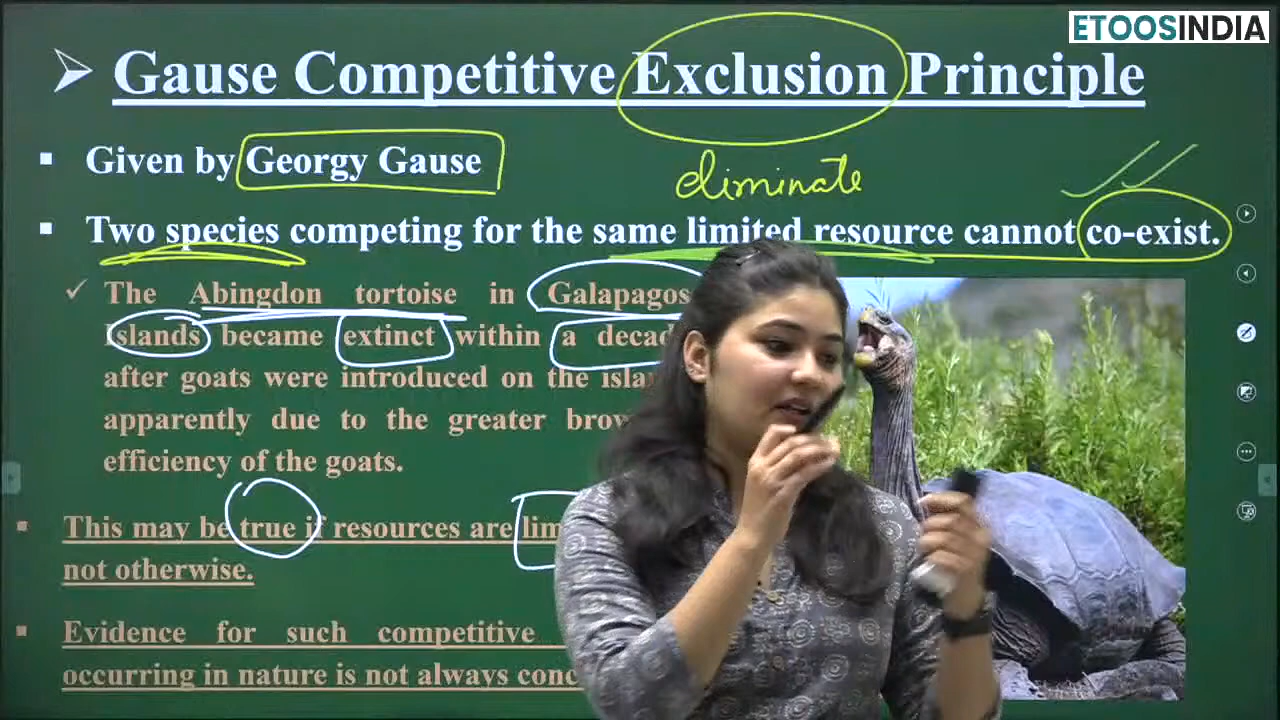 ETOOSINDIA
➢ Gause Competitive Exclusion Principle
▪ Given by Georgy Gause
eliminate
▪ Two species competing for the same limited resource cannot co-exist.
✓ The Abingdon tortoise in Galapagos
Islands became extinct within a
after goats were introduced on the
apparently due to the greater
efficiency of the goats.
▪ This may be true if resources are
not otherwise.
▪ Evidence for such competitive
occurring in nature is not always